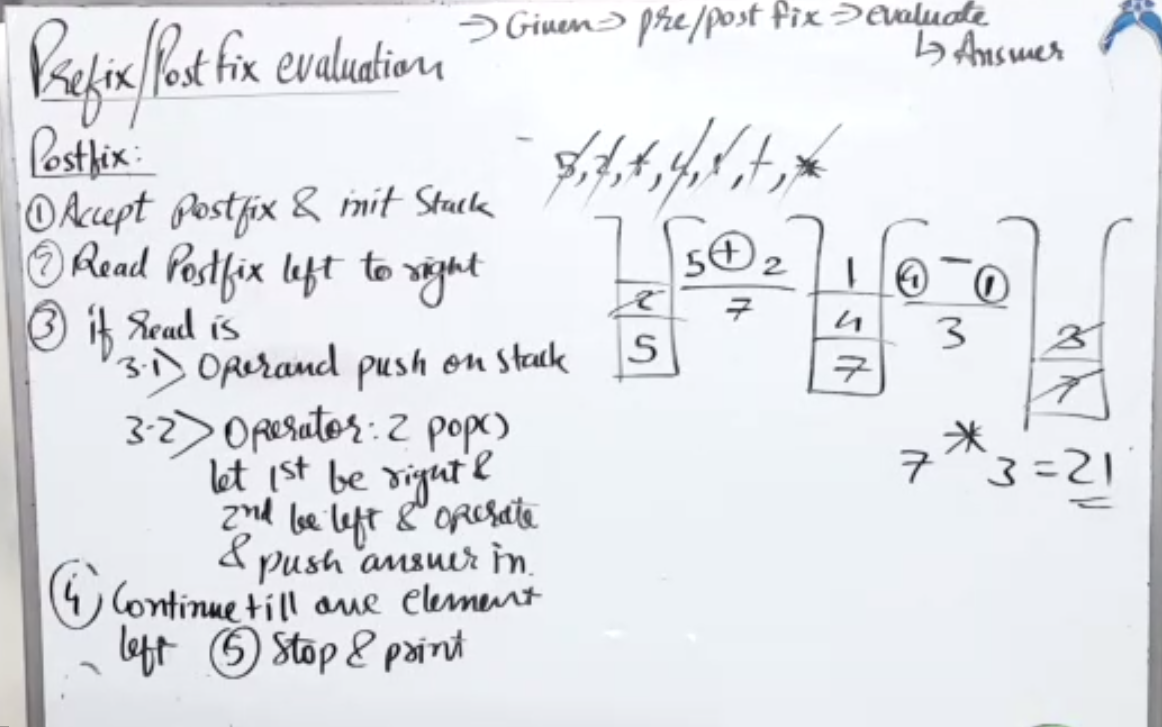 Prefix/Postfix evaluation
→ Given → pre/post fix → evaluate
↳ Answer
Postfix:
① Accept Postfix & init Stack
② Read Postfix left to right
③ if Read is
3.1> Operand push on stack
3.2> Operator: 2 pop()
let 1st be right &
2nd be left & operate
& push answer in.
④ Continue till one element
left ⑤ Stop & print
5, 2, +, 4, 1, -, *
2
5
5 + 2
7
1
4
7
4 - 1
3
3
7
7 * 3 = 21